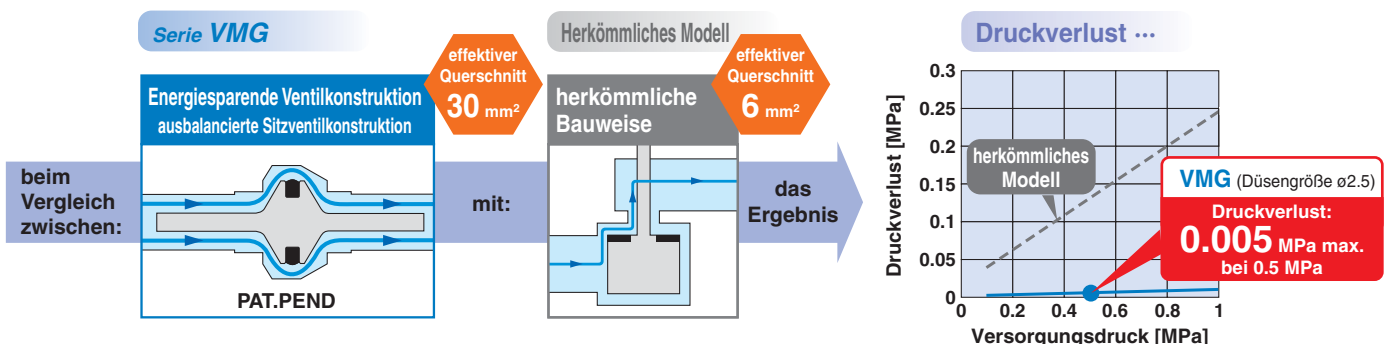 Serie VMG
Herkömmliches Modell
Druckverlust ···
effektiver
Querschnitt
30 mm²
effektiver
Querschnitt
6 mm²
Energiesparende Ventilkonstruktion
ausbalancierte Sitzventilkonstruktion
herkömmliche
Bauweise
beim
Vergleich
zwischen:
PAT.PEND
mit:
das
Ergebnis
Druckverlust [MPa]
0.3
0.25
0.2
0.15
0.1
0.05
0
herkömmliches
Modell
VMG (Düsengröße ø2.5)
Druckverlust:
0.005 MPa max.
bei 0.5 MPa
0 0.2 0.4 0.6 0.8 1
Versorgungsdruck [MPa]